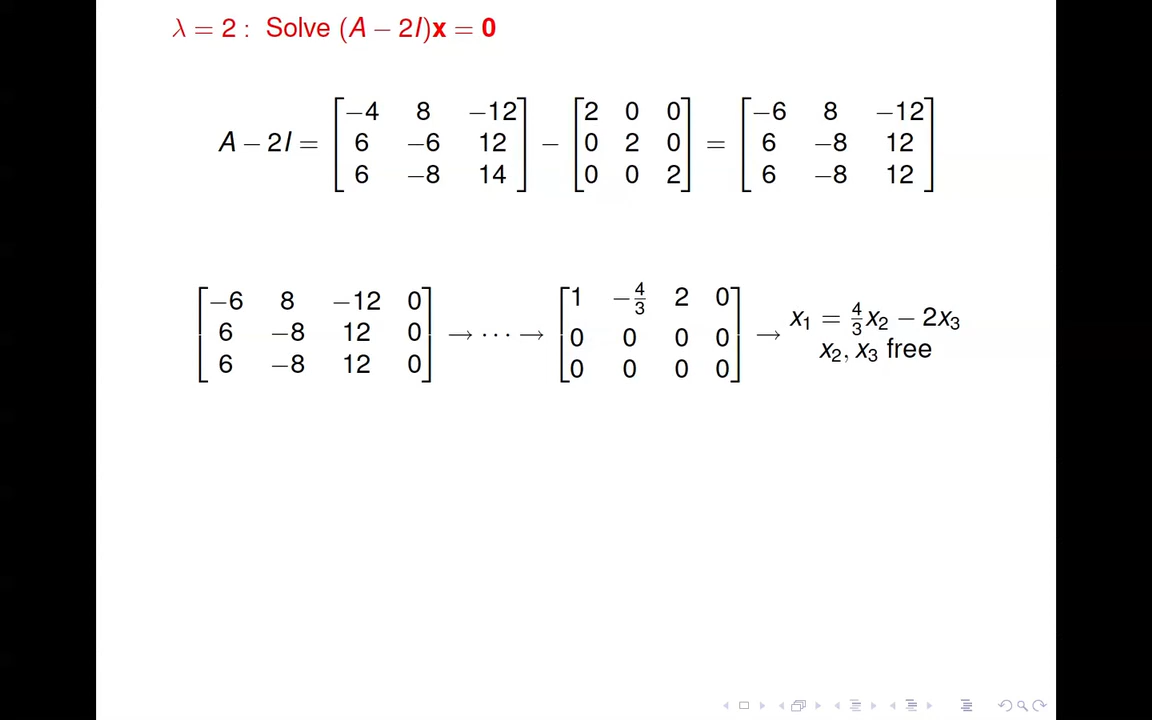 λ = 2 : Solve (A − 2I)x = 0
A − 2I = [−4 8 −12; 6 −6 12; 6 −8 14] − [2 0 0; 0 2 0; 0 0 2] = [−6 8 −12; 6 −8 12; 6 −8 12]
[−6 8 −12 0; 6 −8 12 0; 6 −8 12 0] → ⋯ → [1 −4/3 2 0; 0 0 0 0; 0 0 0 0] → x₁ = 4/3 x₂ − 2x₃
x₂, x₃ free